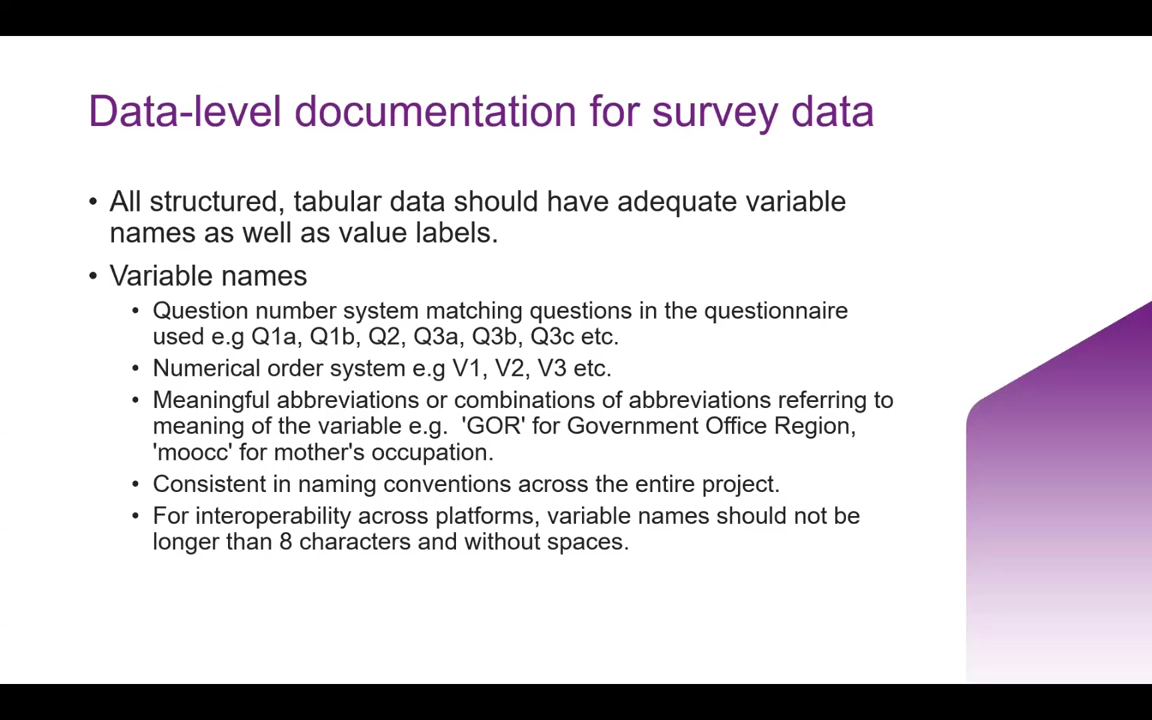 Data-level documentation for survey data
• All structured, tabular data should have adequate variable
names as well as value labels.
• Variable names
• Question number system matching questions in the questionnaire
used e.g Q1a, Q1b, Q2, Q3a, Q3b, Q3c etc.
• Numerical order system e.g V1, V2, V3 etc.
• Meaningful abbreviations or combinations of abbreviations referring to
meaning of the variable e.g. 'GOR' for Government Office Region,
'moocc' for mother's occupation.
• Consistent in naming conventions across the entire project.
• For interoperability across platforms, variable names should not be
longer than 8 characters and without spaces.